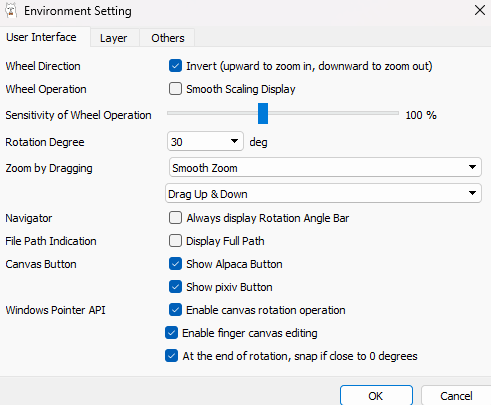 Environment Setting
User Interface
Layer
Others
Wheel Direction
Invert (upward to zoom in, downward to zoom out)
Wheel Operation
Smooth Scaling Display
Sensitivity of Wheel Operation
100 %
Rotation Degree
30
deg
Zoom by Dragging
Smooth Zoom
Drag Up & Down
Navigator
Always display Rotation Angle Bar
File Path Indication
Display Full Path
Canvas Button
Show Alpaca Button
Show pixiv Button
Windows Pointer API
Enable canvas rotation operation
Enable finger canvas editing
At the end of rotation, snap if close to 0 degrees
OK
Cancel